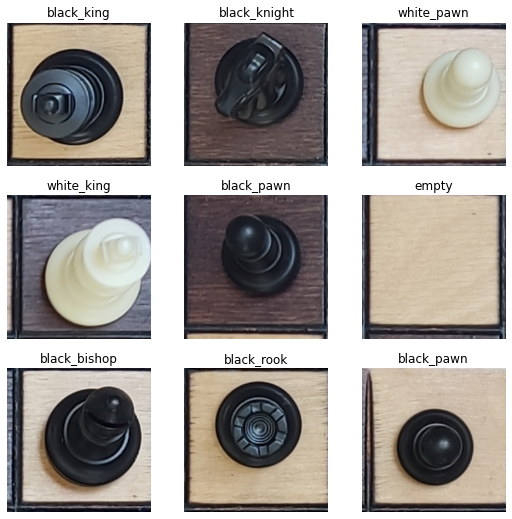 black_king
black_knight
white_pawn
white_king
black_pawn
empty
black_bishop
black_rook
black_pawn